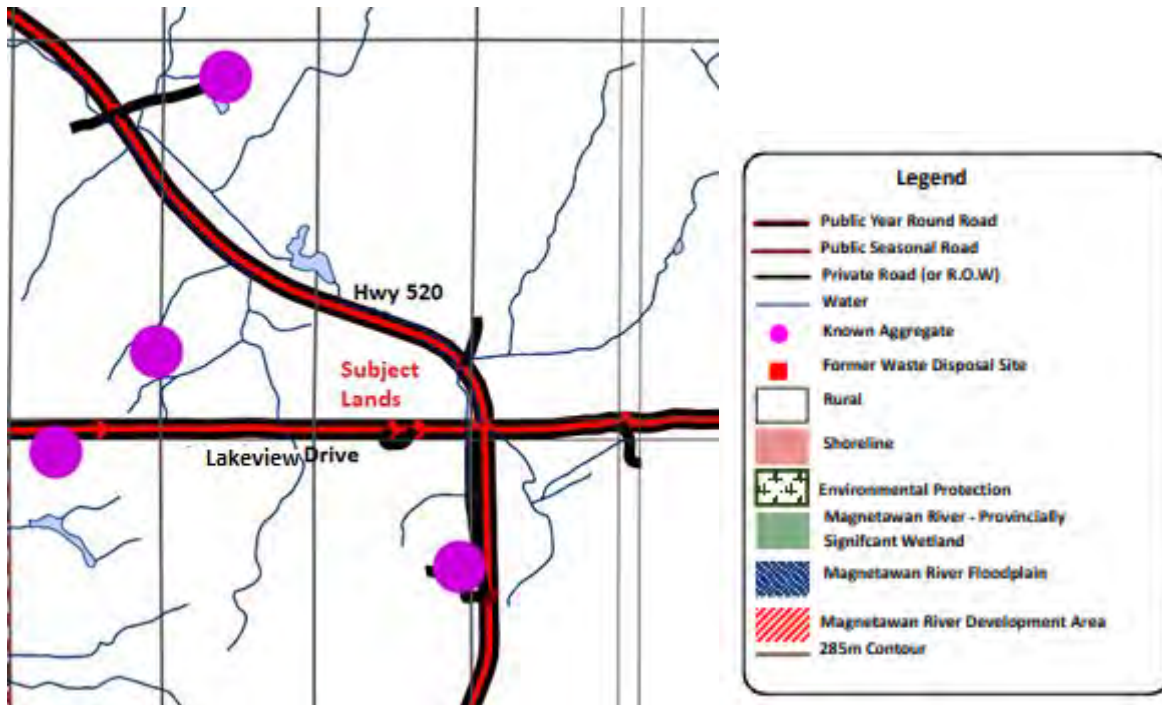 Hwy 520
Subject
Lands
Lakeview Drive
Legend
Public Year Round Road
Public Seasonal Road
Private Road (or R.O.W)
Water
Known Aggregate
Former Waste Disposal Site
Rural
Shoreline
Environmental Protection
Magnetawan River - Provincially
Signifcant Wetland
Magnetawan River Floodplain
Magnetawan River Development Area
285m Contour